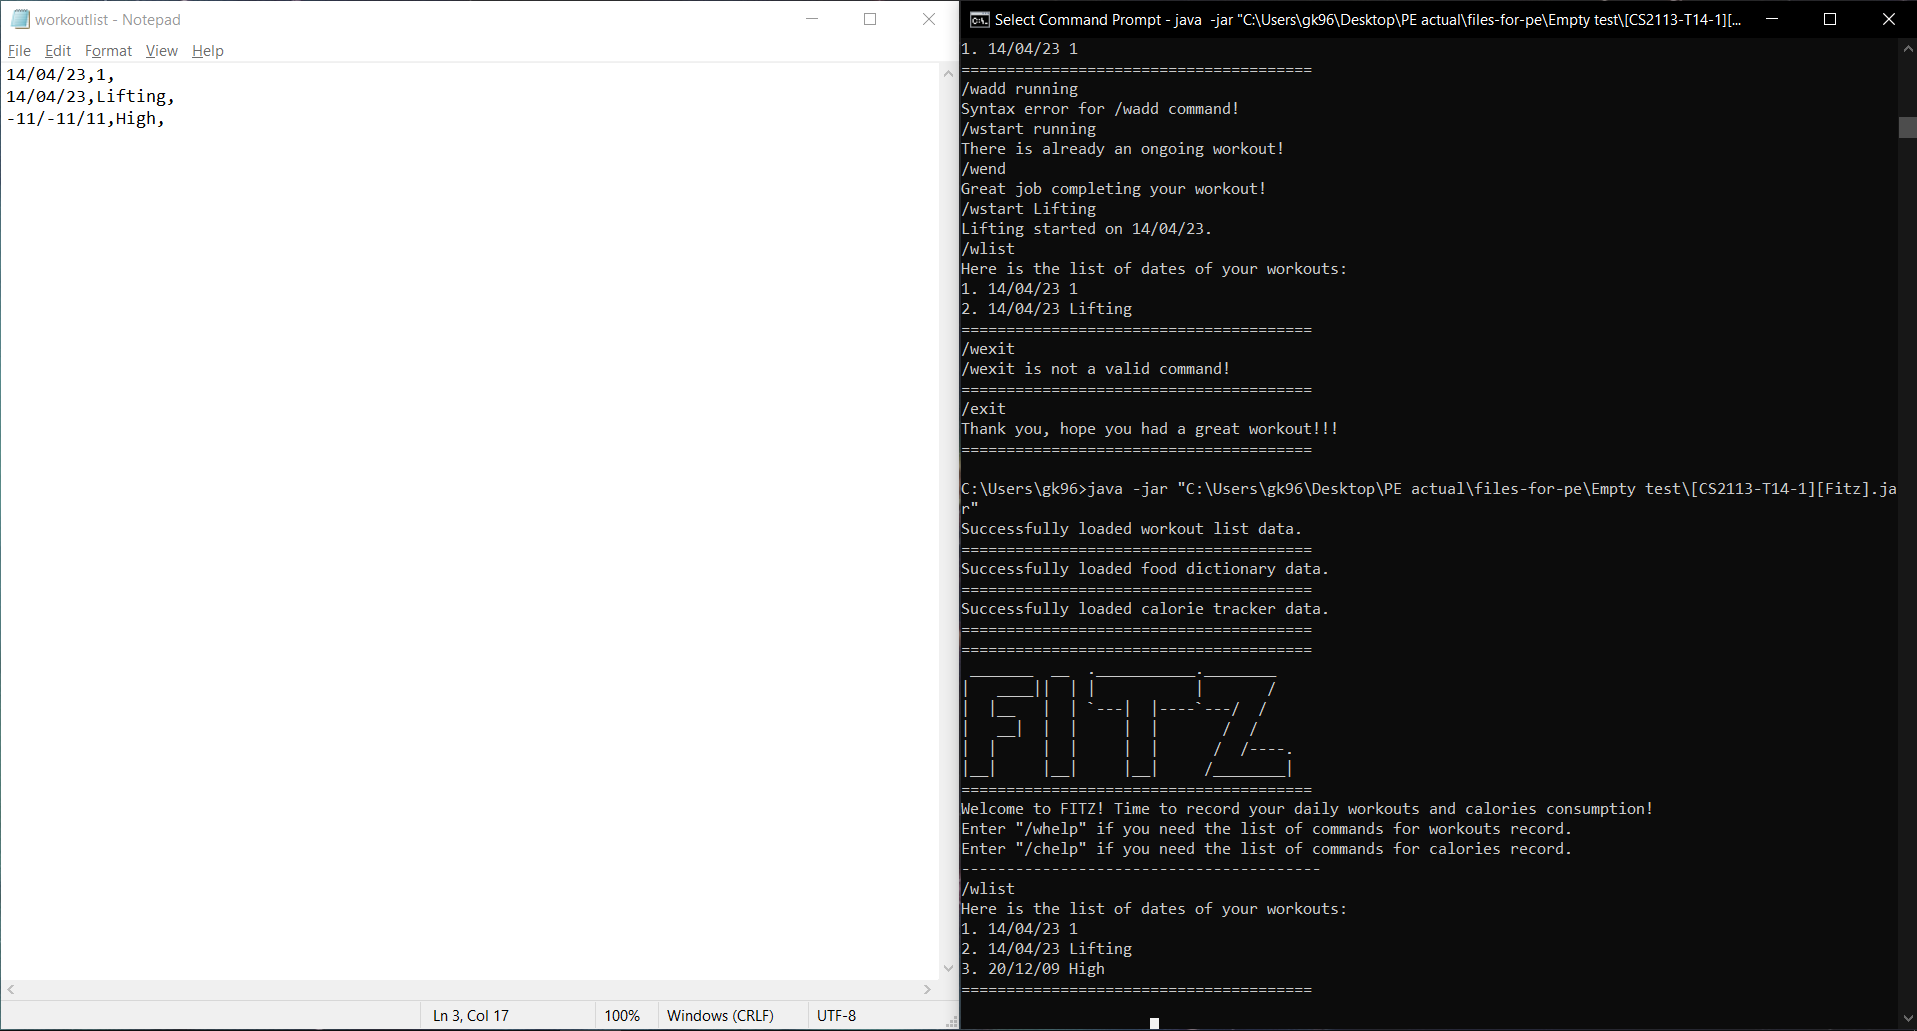 workoutlist - Notepad
File Edit Format View Help
14/04/23,1,
14/04/23,Lifting,
-11/-11/11,High,
Ln 3, Col 17 100% Windows (CRLF) UTF-8
Select Command Prompt - java -jar "C:\Users\gk96\Desktop\PE actual\files-for-pe\Empty test\[CS2113-T14-1][...
1. 14/04/23 1
=======================================
/wadd running
Syntax error for /wadd command!
/wstart running
There is already an ongoing workout!
/wend
Great job completing your workout!
/wstart Lifting
Lifting started on 14/04/23.
/wlist
Here is the list of dates of your workouts:
1. 14/04/23 1
2. 14/04/23 Lifting
=======================================
/wexit
/wexit is not a valid command!
=======================================
/exit
Thank you, hope you had a great workout!!!
=======================================
C:\Users\gk96>java -jar "C:\Users\gk96\Desktop\PE actual\files-for-pe\Empty test\[CS2113-T14-1][Fitz].ja
r"
Successfully loaded workout list data.
=======================================
Successfully loaded food dictionary data.
=======================================
Successfully loaded calorie tracker data.
=======================================
=======================================
FITZ
=======================================
Welcome to FITZ! Time to record your daily workouts and calories consumption!
Enter "/whelp" if you need the list of commands for workouts record.
Enter "/chelp" if you need the list of commands for calories record.
----------------------------------------
/wlist
Here is the list of dates of your workouts:
1. 14/04/23 1
2. 14/04/23 Lifting
3. 20/12/09 High
=======================================